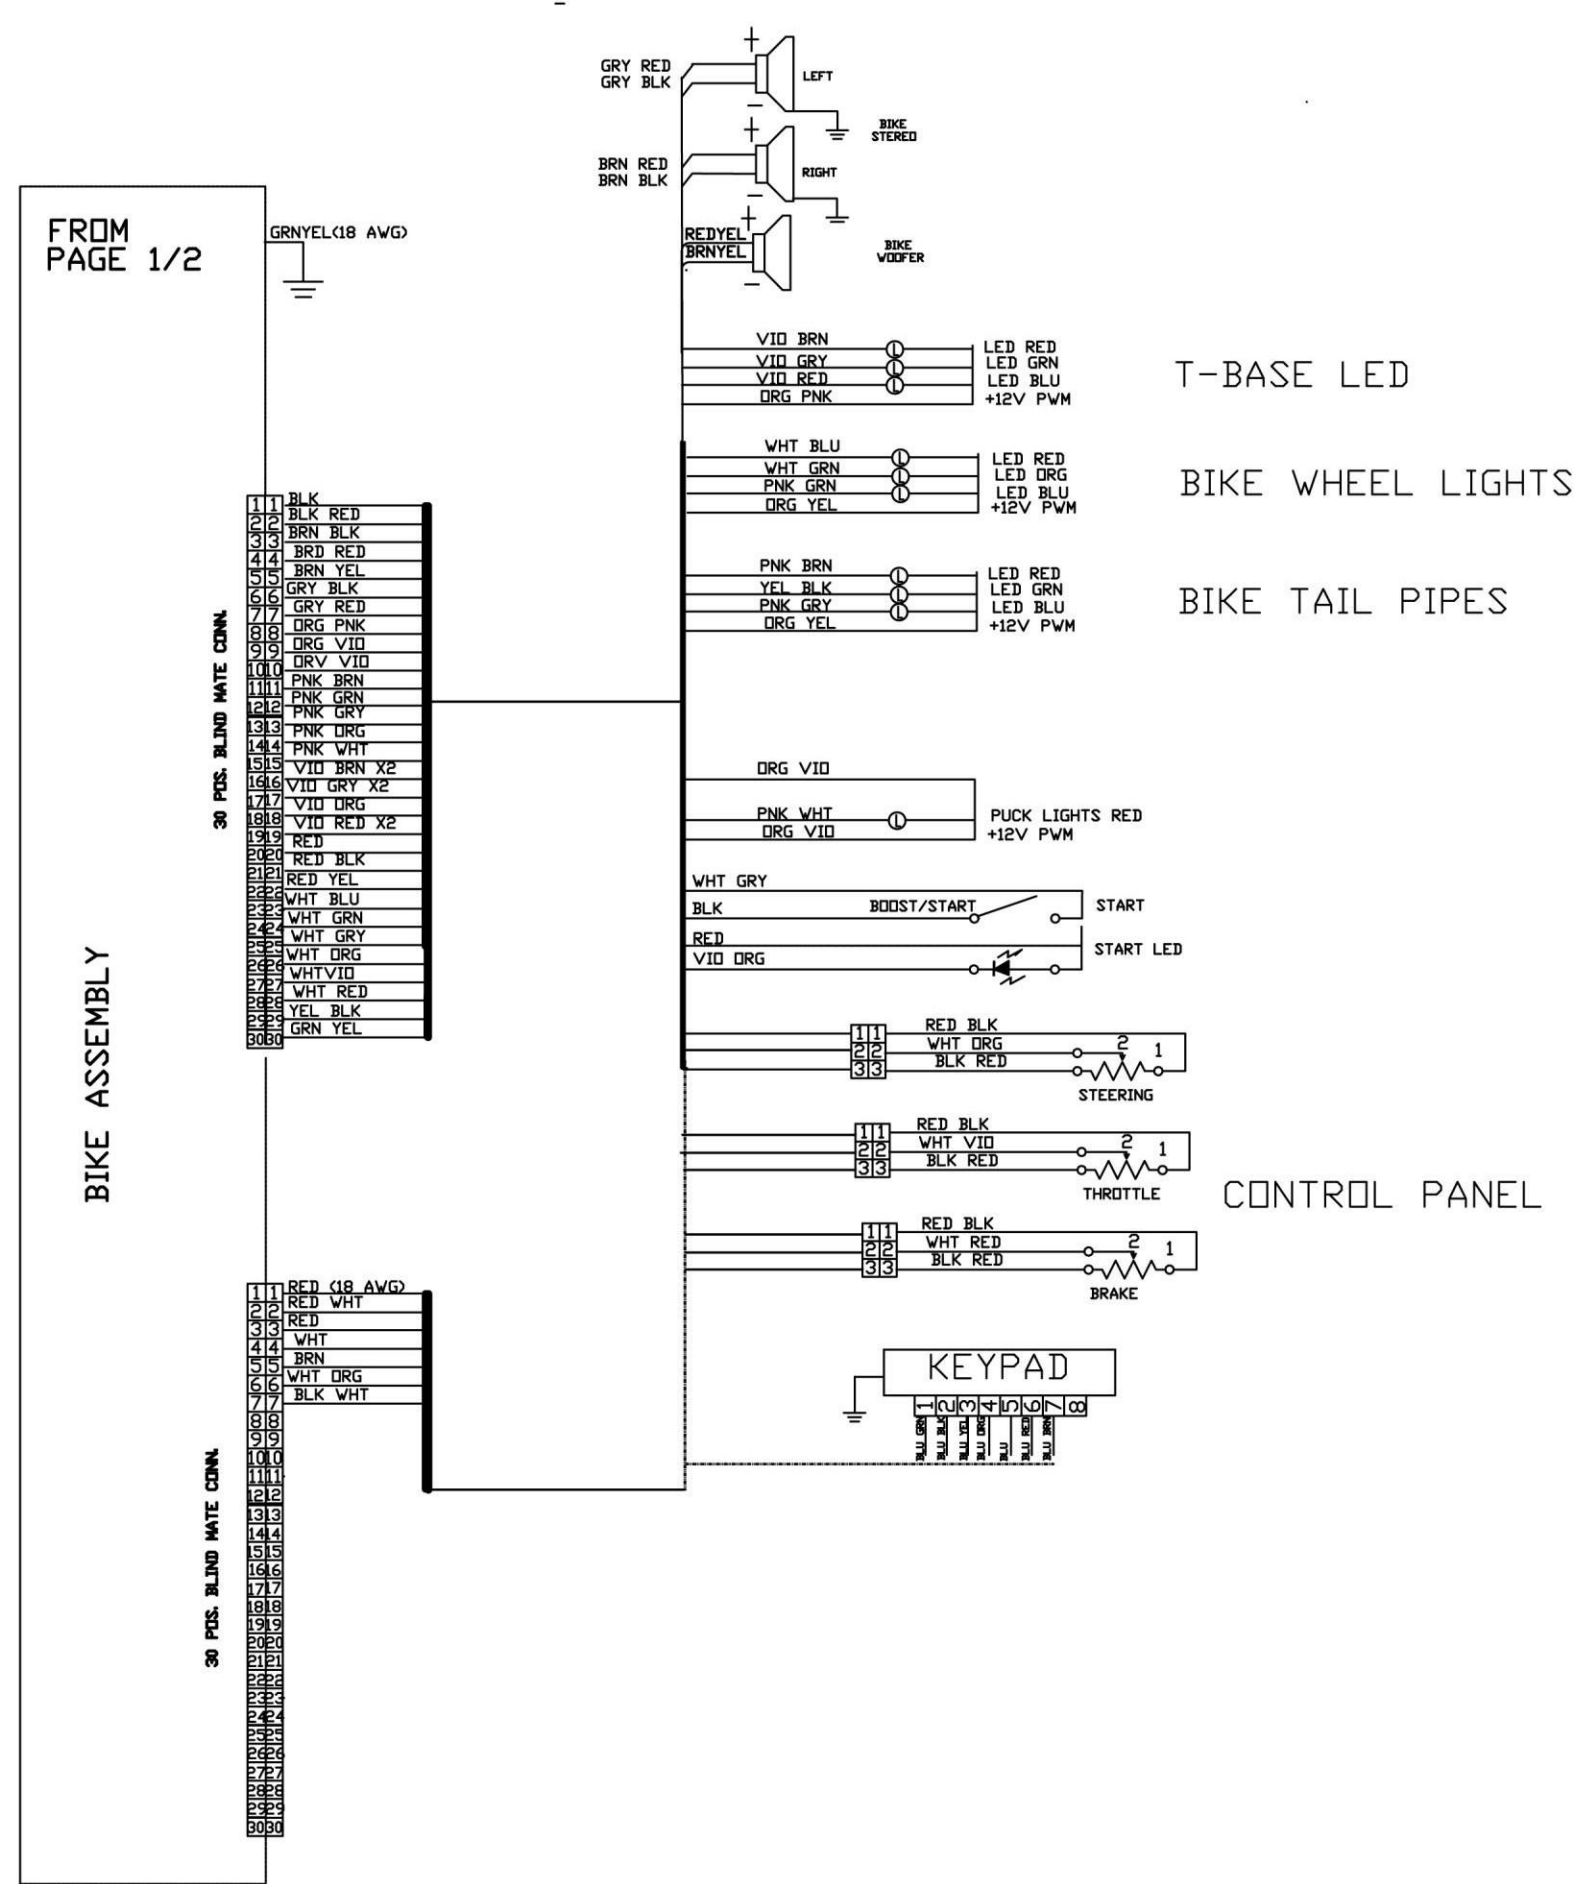 GRY RED
GRY BLK
LEFT
BIKE
STEREO
BRN RED
BRN BLK
RIGHT
REDYEL
BRNYEL
BIKE
WOOFER
+
-
+
-
+
-
FROM
PAGE 1/2
GRNYEL(18 AWG)
BIKE ASSEMBLY
30 POS. BLIND MATE CONN.
1 1 BLK
2 2 BLK RED
3 3 BRN BLK
4 4 BRD RED
5 5 BRN YEL
6 6 GRY BLK
7 7 GRY RED
8 8 ORG PNK
9 9 ORG VIO
10 10 ORV VIO
11 11 PNK BRN
12 12 PNK GRN
13 13 PNK GRY
14 14 PNK ORG
15 15 PNK WHT
16 16 VIO BRN X2
17 17 VIO GRY X2
18 18 VIO ORG
19 19 VIO RED X2
20 20 RED
21 21 RED BLK
22 22 RED YEL
23 23 WHT BLU
24 24 WHT GRN
25 25 WHT GRY
26 26 WHT ORG
27 27 WHTVIO
28 28 WHT RED
29 29 YEL BLK
30 30 GRN YEL
30 POS. BLIND MATE CONN.
1 1 RED (18 AWG)
2 2 RED WHT
3 3 RED
4 4 WHT
5 5 BRN
6 6 WHT ORG
7 7 BLK WHT
8 8
9 9
10 10
11 11
12 12
13 13
14 14
15 15
16 16
17 17
18 18
19 19
20 20
21 21
22 22
23 23
24 24
25 25
26 26
27 27
28 28
29 29
30 30
VIO BRN L LED RED
VIO GRY L LED GRN
VIO RED L LED BLU
ORG PNK +12V PWM
T-BASE LED
WHT BLU L LED RED
WHT GRN L LED ORG
PNK GRN L LED BLU
ORG YEL +12V PWM
BIKE WHEEL LIGHTS
PNK BRN L LED RED
YEL BLK L LED GRN
PNK GRY L LED BLU
ORG YEL +12V PWM
BIKE TAIL PIPES
ORG VIO
PNK WHT L PUCK LIGHTS RED
ORG VIO +12V PWM
WHT GRY
BLK BOOST/START START
RED
VIO ORG START LED
1 1 RED BLK
2 2 WHT ORG 2 1
3 3 BLK RED
STEERING
1 1 RED BLK
2 2 WHT VIO 2 1
3 3 BLK RED
THROTTLE
CONTROL PANEL
1 1 RED BLK
2 2 WHT RED 2 1
3 3 BLK RED
BRAKE
KEYPAD
1 2 3 4 5 6 7 8
BLU GRN
BLU BLK
BLU YEL
BLU ORG
BLU
BLU RED
BLU BRN